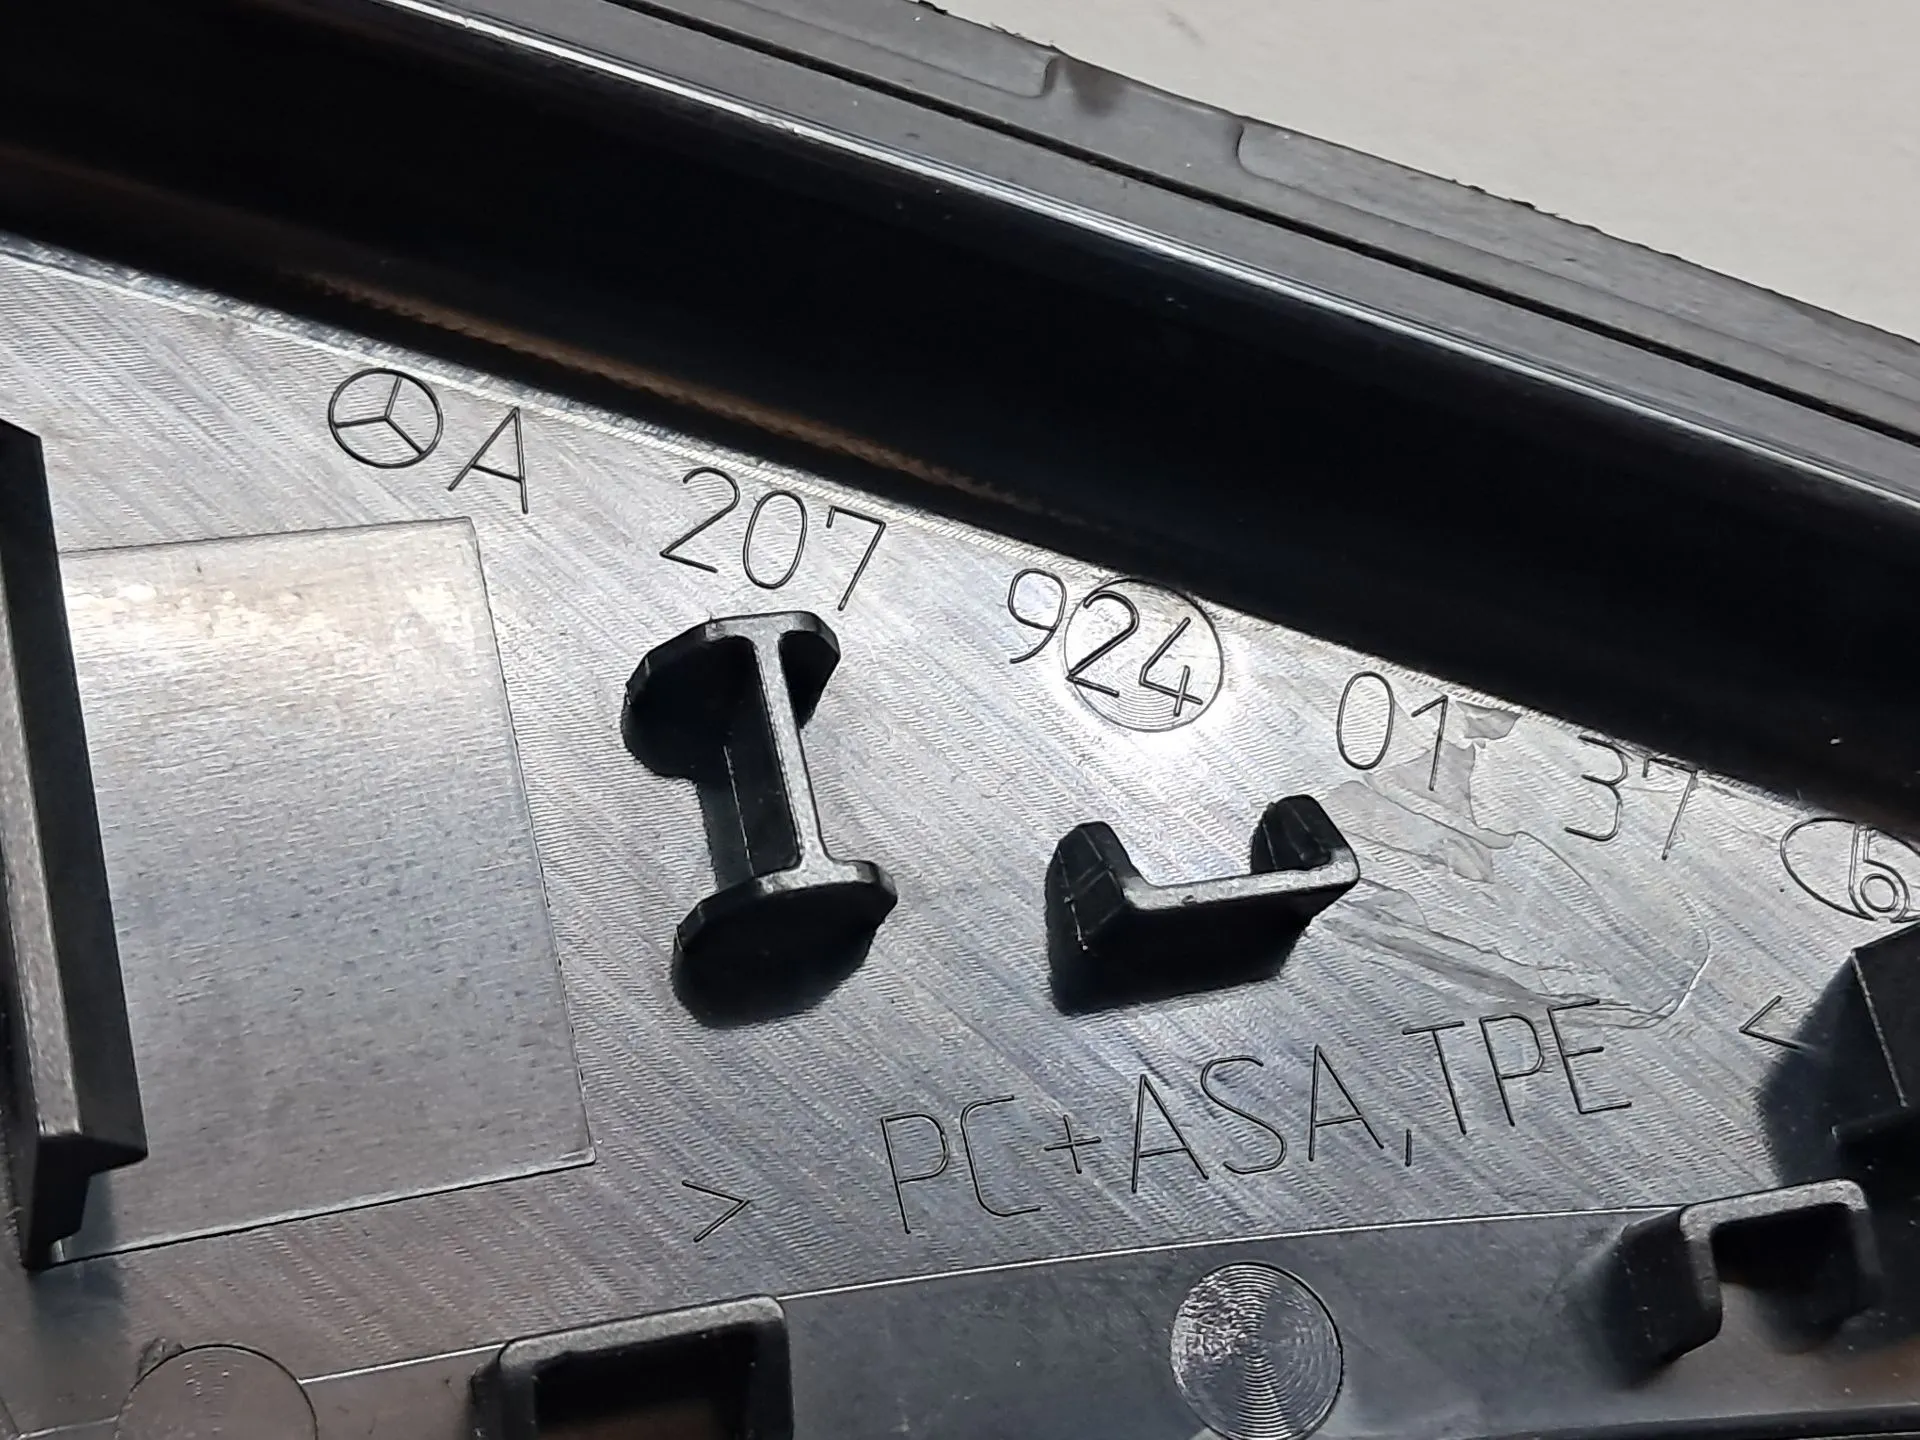 A 207 924 01 37
> PC+ASA,TPE <